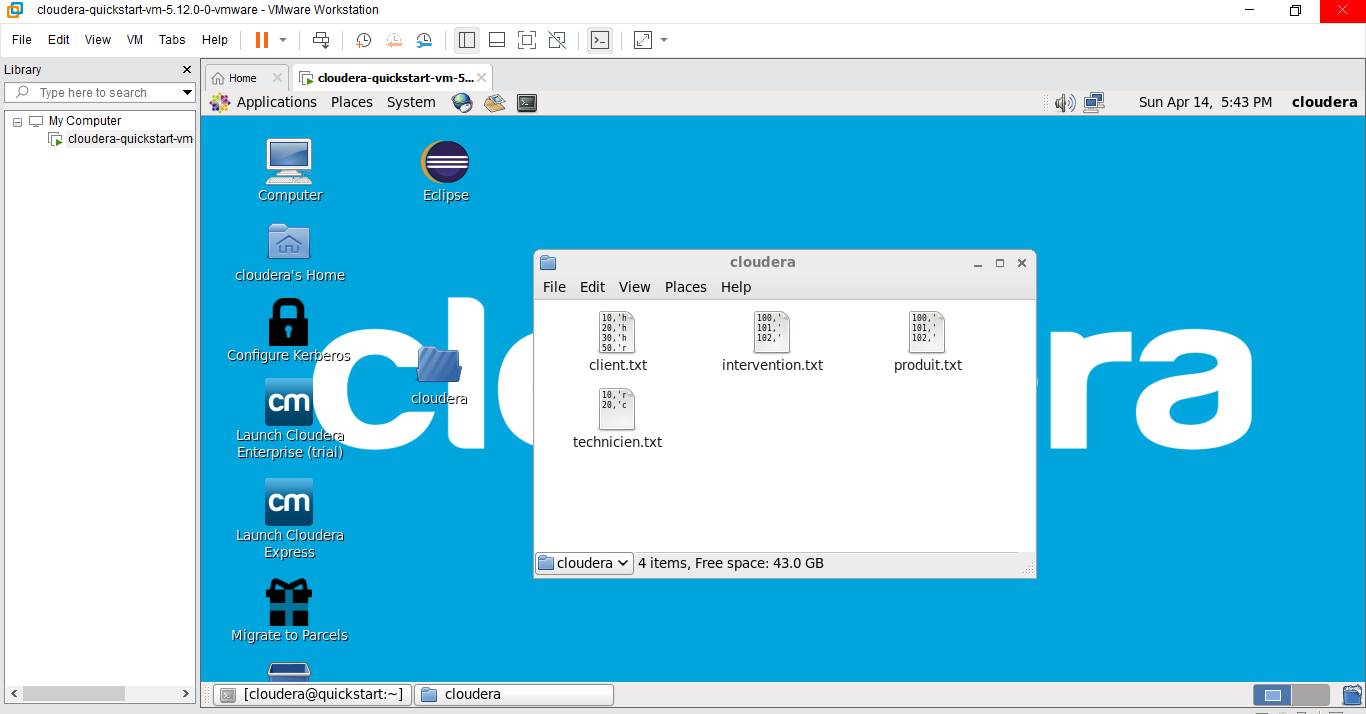 cloudera-quickstart-vm-5.12.0-0-vmware - VMware Workstation
File Edit View VM Tabs Help
Library
Type here to search
My Computer
cloudera-quickstart-vm-
Home
cloudera-quickstart-vm-5...
Applications Places System
Sun Apr 14, 5:43 PM cloudera
Computer
Eclipse
cloudera's Home
Configure Kerberos
cloudera
cm
Launch Cloudera
Enterprise (trial)
cm
Launch Cloudera
Express
Migrate to Parcels
cloudera
File Edit View Places Help
10,'h
20,'h
30,'h
50,'r
client.txt
100,'
101,'
102,'
intervention.txt
100,'
101,'
102,'
produit.txt
10,'r
20,'c
technicien.txt
cloudera 4 items, Free space: 43.0 GB
[cloudera@quickstart:~] cloudera